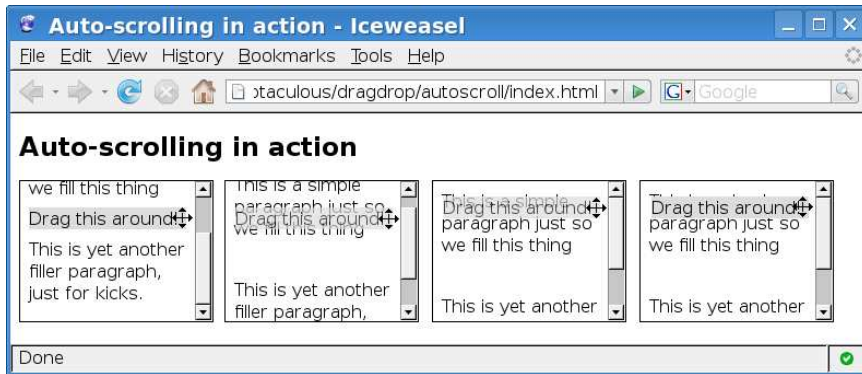 Auto-scrolling in action - Iceweasel
File Edit View History Bookmarks Tools Help
otaculous/dragdrop/autoscroll/index.html G Google
Auto-scrolling in action
we fill this thing
Drag this around
This is yet another
filler paragraph,
just for kicks.
This is a simple
paragraph just so
Drag this around
we fill this thing
This is yet another
filler paragraph,
This is a simple
Drag this around
paragraph just so
we fill this thing
This is yet another
Drag this around
paragraph just so
we fill this thing
This is yet another
Done